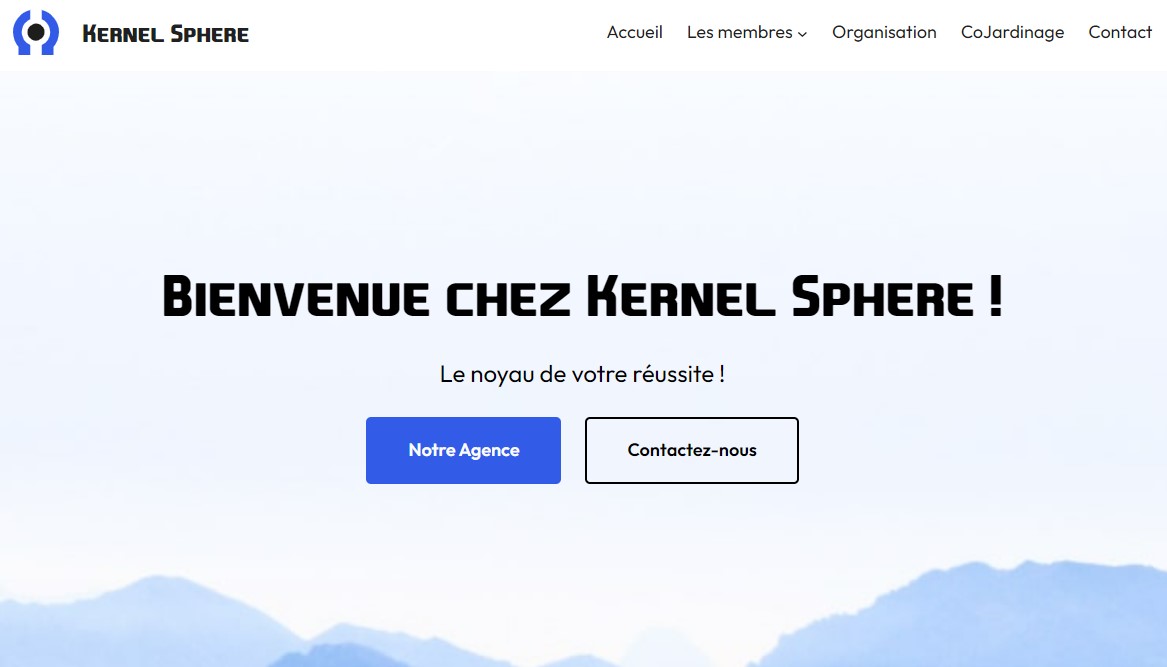 Kernel Sphere
Accueil Les membres Organisation CoJardinage Contact
Bienvenue chez Kernel Sphere !
Le noyau de votre réussite !
Notre Agence Contactez-nous